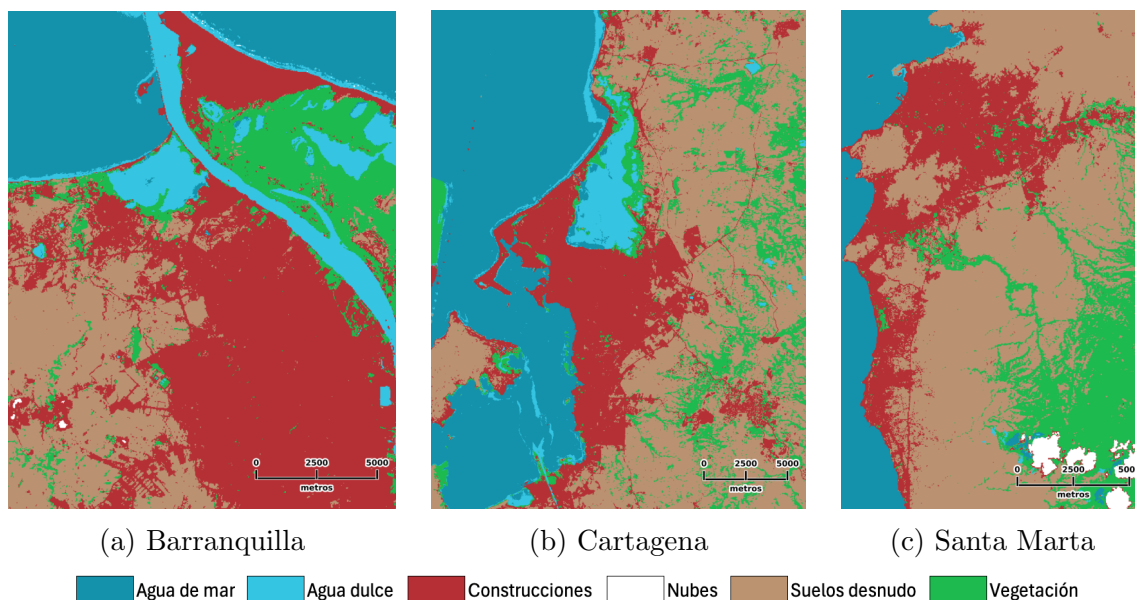 0 2500 5000
metros
0 2500 5000
metros
0 2500 500
metros
(a) Barranquilla
(b) Cartagena
(c) Santa Marta
Agua de mar Agua dulce Construcciones Nubes Suelos desnudo Vegetación